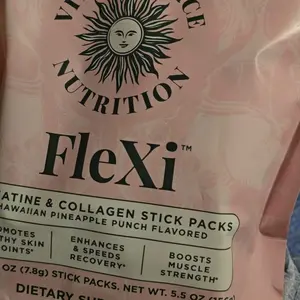 NUTRITION
FleXi™
ATINE & COLLAGEN STICK PACKS
HAWAIIAN PINEAPPLE PUNCH FLAVORED
OMOTES
THY SKIN
OINTS*
ENHANCES
& SPEEDS
RECOVERY*
BOOSTS
MUSCLE
STRENGTH*
OZ (7.8g) STICK PACKS. NET WT. 5.5 OZ
DIETARY SU